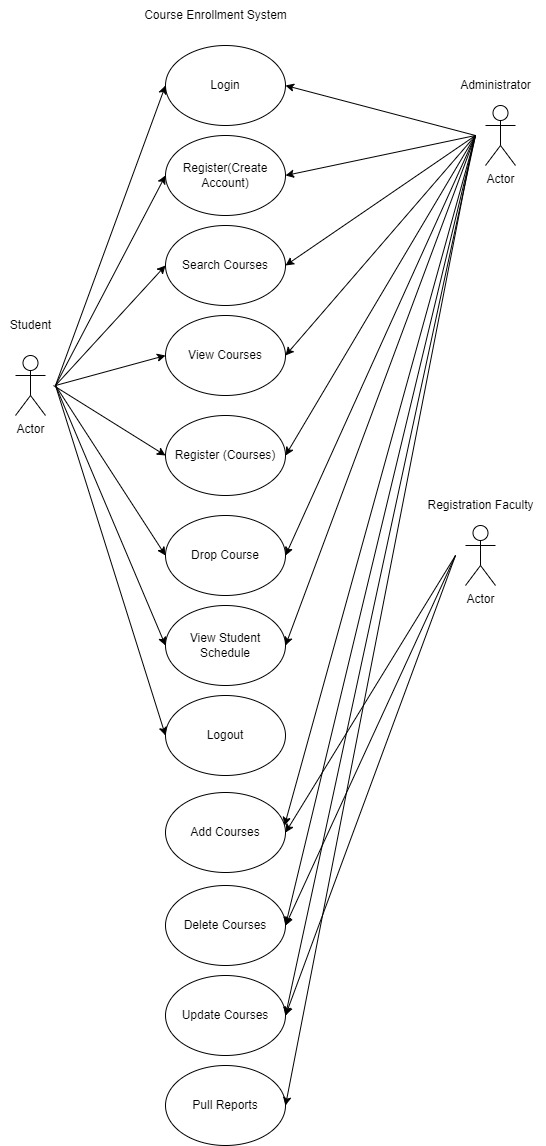 Course Enrollment System
Login
Administrator
Actor
Register(Create
Account)
Search Courses
Student
Actor
View Courses
Register (Courses)
Registration Faculty
Actor
Drop Course
View Student
Schedule
Logout
Add Courses
Delete Courses
Update Courses
Pull Reports